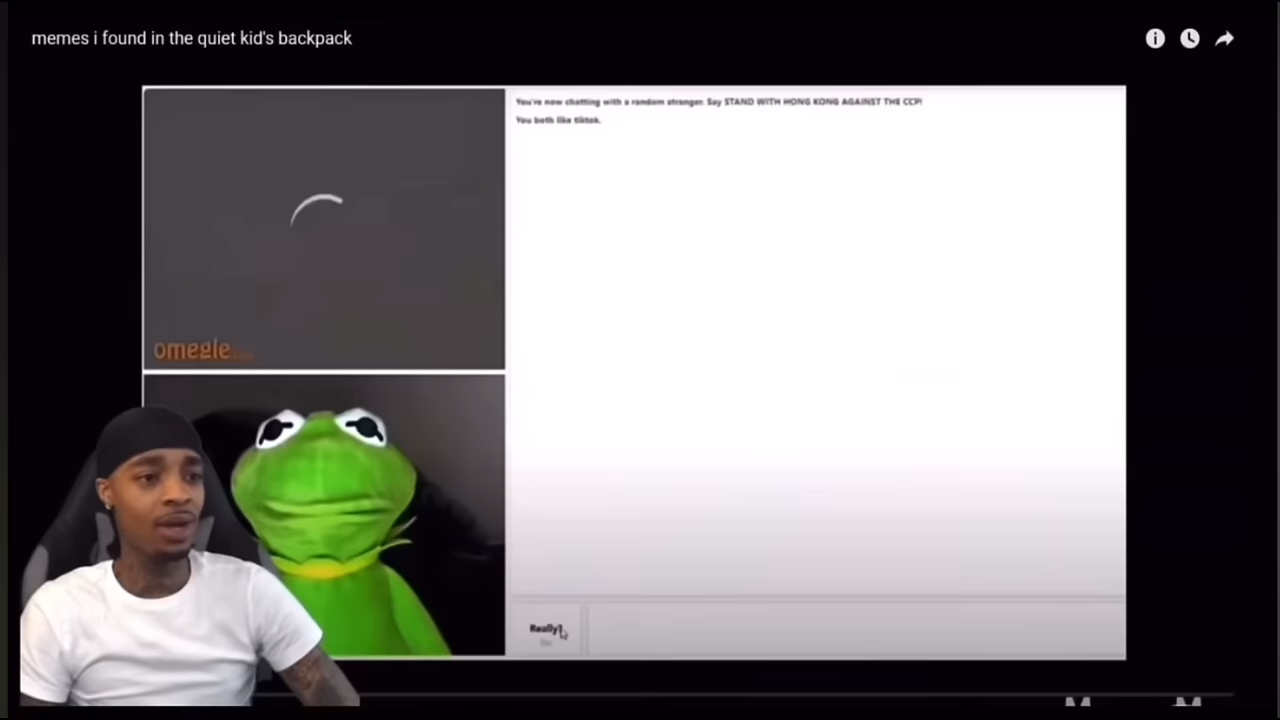 memes i found in the quiet kid's backpack
You're now chatting with a random stranger. Say STAND WITH HONG KONG AGAINST THE CCP!
You both like tiktok.
omegle
Really?